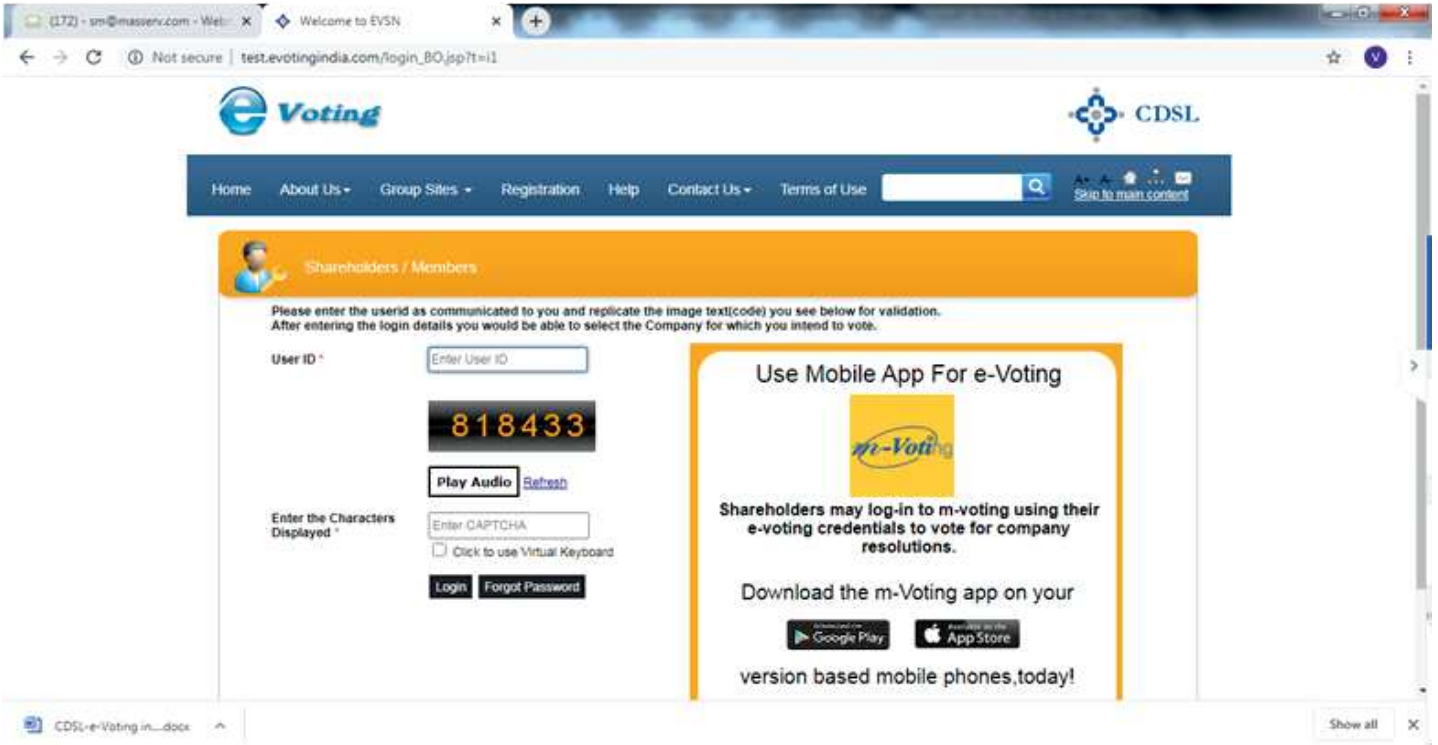 (172) - sm@masserv.com - Web
Welcome to EVSN
Not secure | test.evotingindia.com/login_BO.jsp?t=i1
V
e Voting
CDSL
Home About Us Group Sites Registration Help Contact Us Terms of Use
A+ A- Skip to main content
Shareholders / Members
Please enter the userid as communicated to you and replicate the image text(code) you see below for validation.
After entering the login details you would be able to select the Company for which you intend to vote.
User ID *
Enter User ID
818433
Play Audio Refresh
Enter the Characters
Displayed *
Enter CAPTCHA
Click to use Virtual Keyboard
Login Forgot Password
Use Mobile App For e-Voting
m-Voting
Shareholders may log-in to m-voting using their
e-voting credentials to vote for company
resolutions.
Download the m-Voting app on your
Google Play App Store
version based mobile phones,today!
CDSL-e-Voting in....docx
Show all